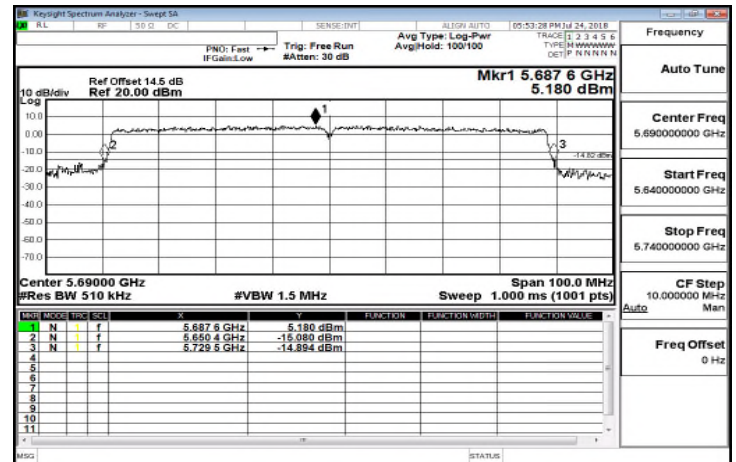 Keysight Spectrum Analyzer - Swept SA
RL RF 50 Ω DC SENSE:INT ALIGN AUTO 05:53:28 PM Jul 24, 2018
Frequency
PNO: Fast Trig: Free Run Avg Type: Log-Pwr TRACE 1 2 3 4 5 6
IFGain:Low #Atten: 30 dB Avg|Hold: 100/100 TYPE M WWWWW
DET P N N N N N
Auto Tune
Ref Offset 14.5 dB Mkr1 5.687 6 GHz
10 dB/div Ref 20.00 dBm 5.180 dBm
Log
10.0
0.00
-10.0
-20.0
-30.0
-40.0
-50.0
-60.0
-70.0
1
2
3
-14.82 dBm
Center Freq
5.690000000 GHz
Start Freq
5.640000000 GHz
Stop Freq
5.740000000 GHz
Center 5.69000 GHz Span 100.0 MHz
#Res BW 510 kHz #VBW 1.5 MHz Sweep 1.000 ms (1001 pts)
CF Step
10.000000 MHz
Auto Man
Freq Offset
0 Hz
MKR MODE TRC SCL X Y FUNCTION FUNCTION WIDTH FUNCTION VALUE
1 N 1 f 5.687 6 GHz 5.180 dBm
2 N 1 f 5.650 4 GHz -15.080 dBm
3 N 1 f 5.729 5 GHz -14.894 dBm
4
5
6
7
8
9
10
11
MSG STATUS